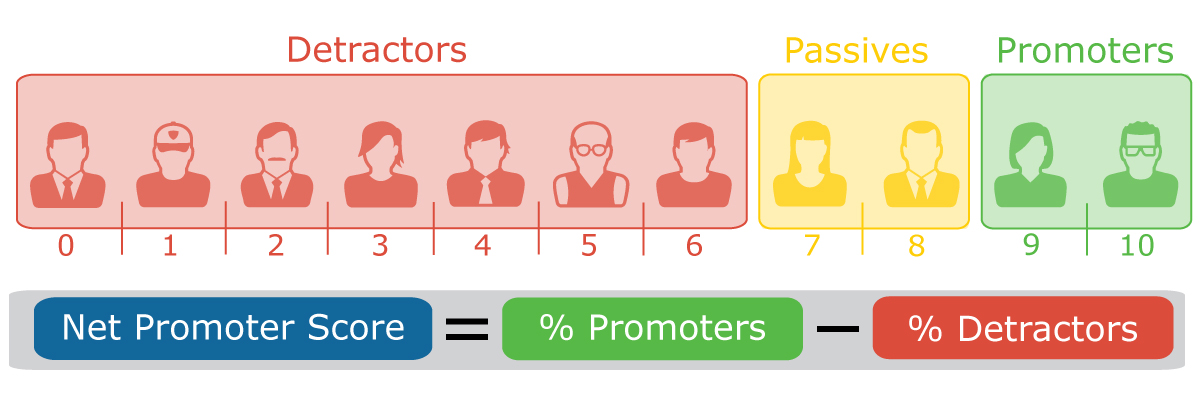 Detractors Passives Promoters
0 1 2 3 4 5 6 7 8 9 10
Net Promoter Score = % Promoters — % Detractors